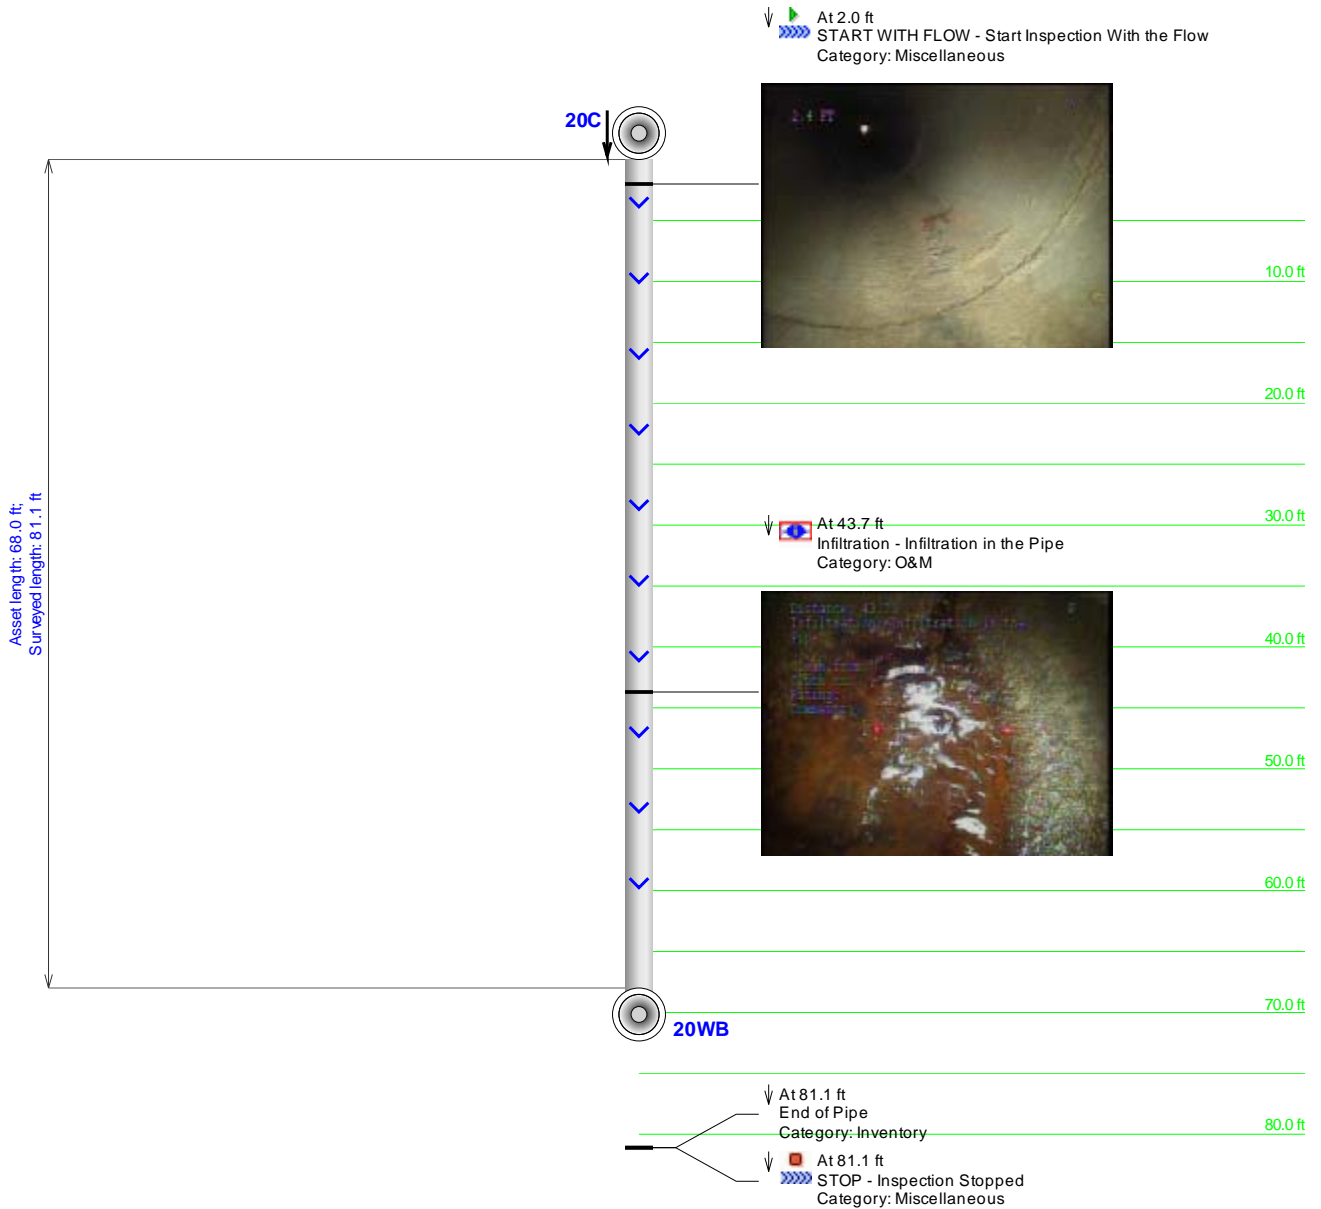 At 2.0 ft
START WITH FLOW - Start Inspection With the Flow
Category: Miscellaneous
2.4 FT
20C
10.0 ft
20.0 ft
30.0 ft
At 43.7 ft
Infiltration - Infiltration in the Pipe
Category: O&M
Asset length: 68.0 ft;
Surveyed length: 81.1 ft
40.0 ft
50.0 ft
60.0 ft
70.0 ft
20WB
At 81.1 ft
End of Pipe
Category: Inventory
80.0 ft
At 81.1 ft
STOP - Inspection Stopped
Category: Miscellaneous